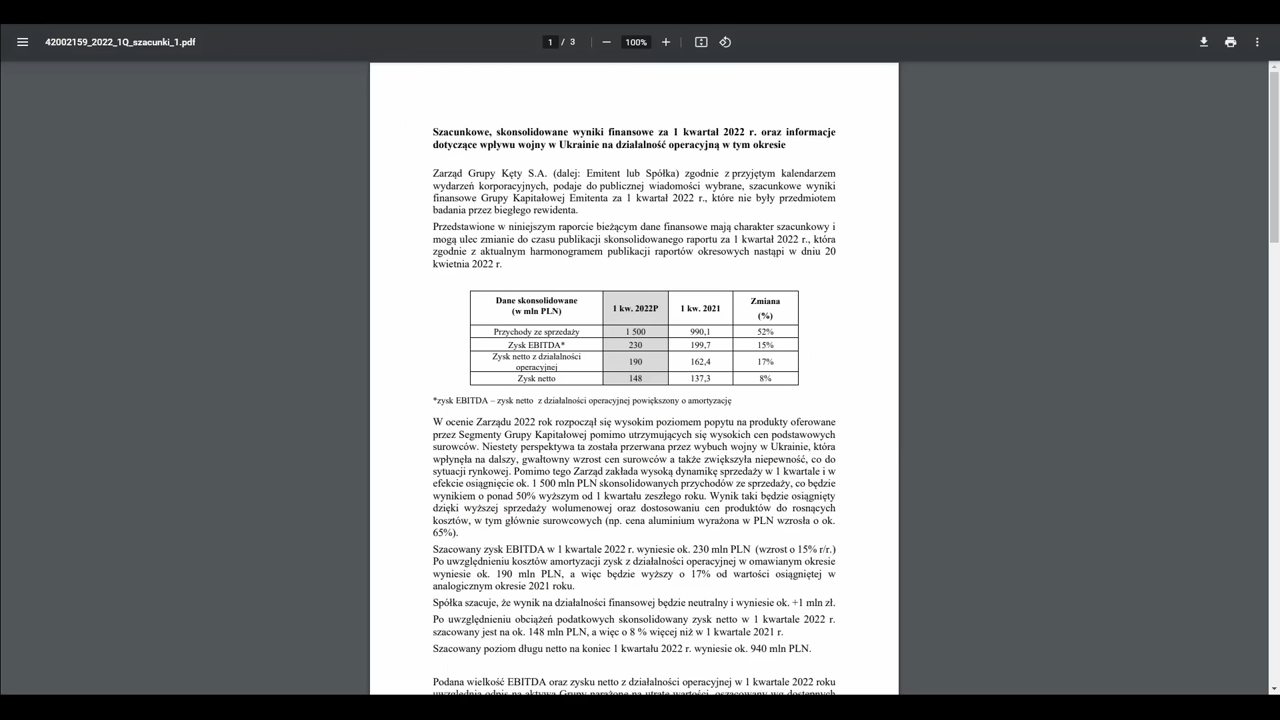 42002159_2022_1Q_szacunki_1.pdf
1 / 3
100%
Szacunkowe, skonsolidowane wyniki finansowe za 1 kwartał 2022 r. oraz informacje
dotyczące wpływu wojny w Ukrainie na działalność operacyjną w tym okresie
Zarząd Grupy Kęty S.A. (dalej: Emitent lub Spółka) zgodnie z przyjętym kalendarzem
wydarzeń korporacyjnych, podaje do publicznej wiadomości wybrane, szacunkowe wyniki
finansowe Grupy Kapitałowej Emitenta za 1 kwartał 2022 r., które nie były przedmiotem
badania przez biegłego rewidenta.
Przedstawione w niniejszym raporcie bieżącym dane finansowe mają charakter szacunkowy i
mogą ulec zmianie do czasu publikacji skonsolidowanego raportu za 1 kwartał 2022 r., która
zgodnie z aktualnym harmonogramem publikacji raportów okresowych nastąpi w dniu 20
kwietnia 2022 r.
Dane skonsolidowane
(w mln PLN)
1 kw. 2022P
1 kw. 2021
Zmiana
(%)
Przychody ze sprzedaży 1 500 990,1 52%
Zysk EBITDA* 230 199,7 15%
Zysk netto z działalności
operacyjnej
190 162,4 17%
Zysk netto 148 137,3 8%
*zysk EBITDA – zysk netto z działalności operacyjnej powiększony o amortyzację
W ocenie Zarządu 2022 rok rozpoczął się wysokim poziomem popytu na produkty oferowane
przez Segmenty Grupy Kapitałowej pomimo utrzymujących się wysokich cen podstawowych
surowców. Niestety perspektywa ta została przerwana przez wybuch wojny w Ukrainie, która
wpłynęła na dalszy, gwałtowny wzrost cen surowców a także zwiększyła niepewność, co do
sytuacji rynkowej. Pomimo tego Zarząd zakłada wysoką dynamikę sprzedaży w 1 kwartale i w
efekcie osiągnięcie ok. 1 500 mln PLN skonsolidowanych przychodów ze sprzedaży, co będzie
wynikiem o ponad 50% wyższym od 1 kwartału zeszłego roku. Wynik taki będzie osiągnięty
dzięki wyższej sprzedaży wolumenowej oraz dostosowaniu cen produktów do rosnących
kosztów, w tym głównie surowcowych (np. cena aluminium wyrażona w PLN wzrosła o ok.
65%).
Szacowany zysk EBITDA w 1 kwartale 2022 r. wyniesie ok. 230 mln PLN (wzrost o 15% r/r.)
Po uwzględnieniu kosztów amortyzacji zysk z działalności operacyjnej w omawianym okresie
wyniesie ok. 190 mln PLN, a więc będzie wyższy o 17% od wartości osiągniętej w
analogicznym okresie 2021 roku.
Spółka szacuje, że wynik na działalności finansowej będzie neutralny i wyniesie ok. +1 mln zł.
Po uwzględnieniu obciążeń podatkowych skonsolidowany zysk netto w 1 kwartale 2022 r.
szacowany jest na ok. 148 mln PLN, a więc o 8 % więcej niż w 1 kwartale 2021 r.
Szacowany poziom długu netto na koniec 1 kwartału 2022 r. wyniesie ok. 940 mln PLN.
Podana wielkość EBITDA oraz zysku netto z działalności operacyjnej w 1 kwartale 2022 roku
uwzględnia odpis na aktywa Grupy narażone na utratę wartości, oszacowany wg dostępnych